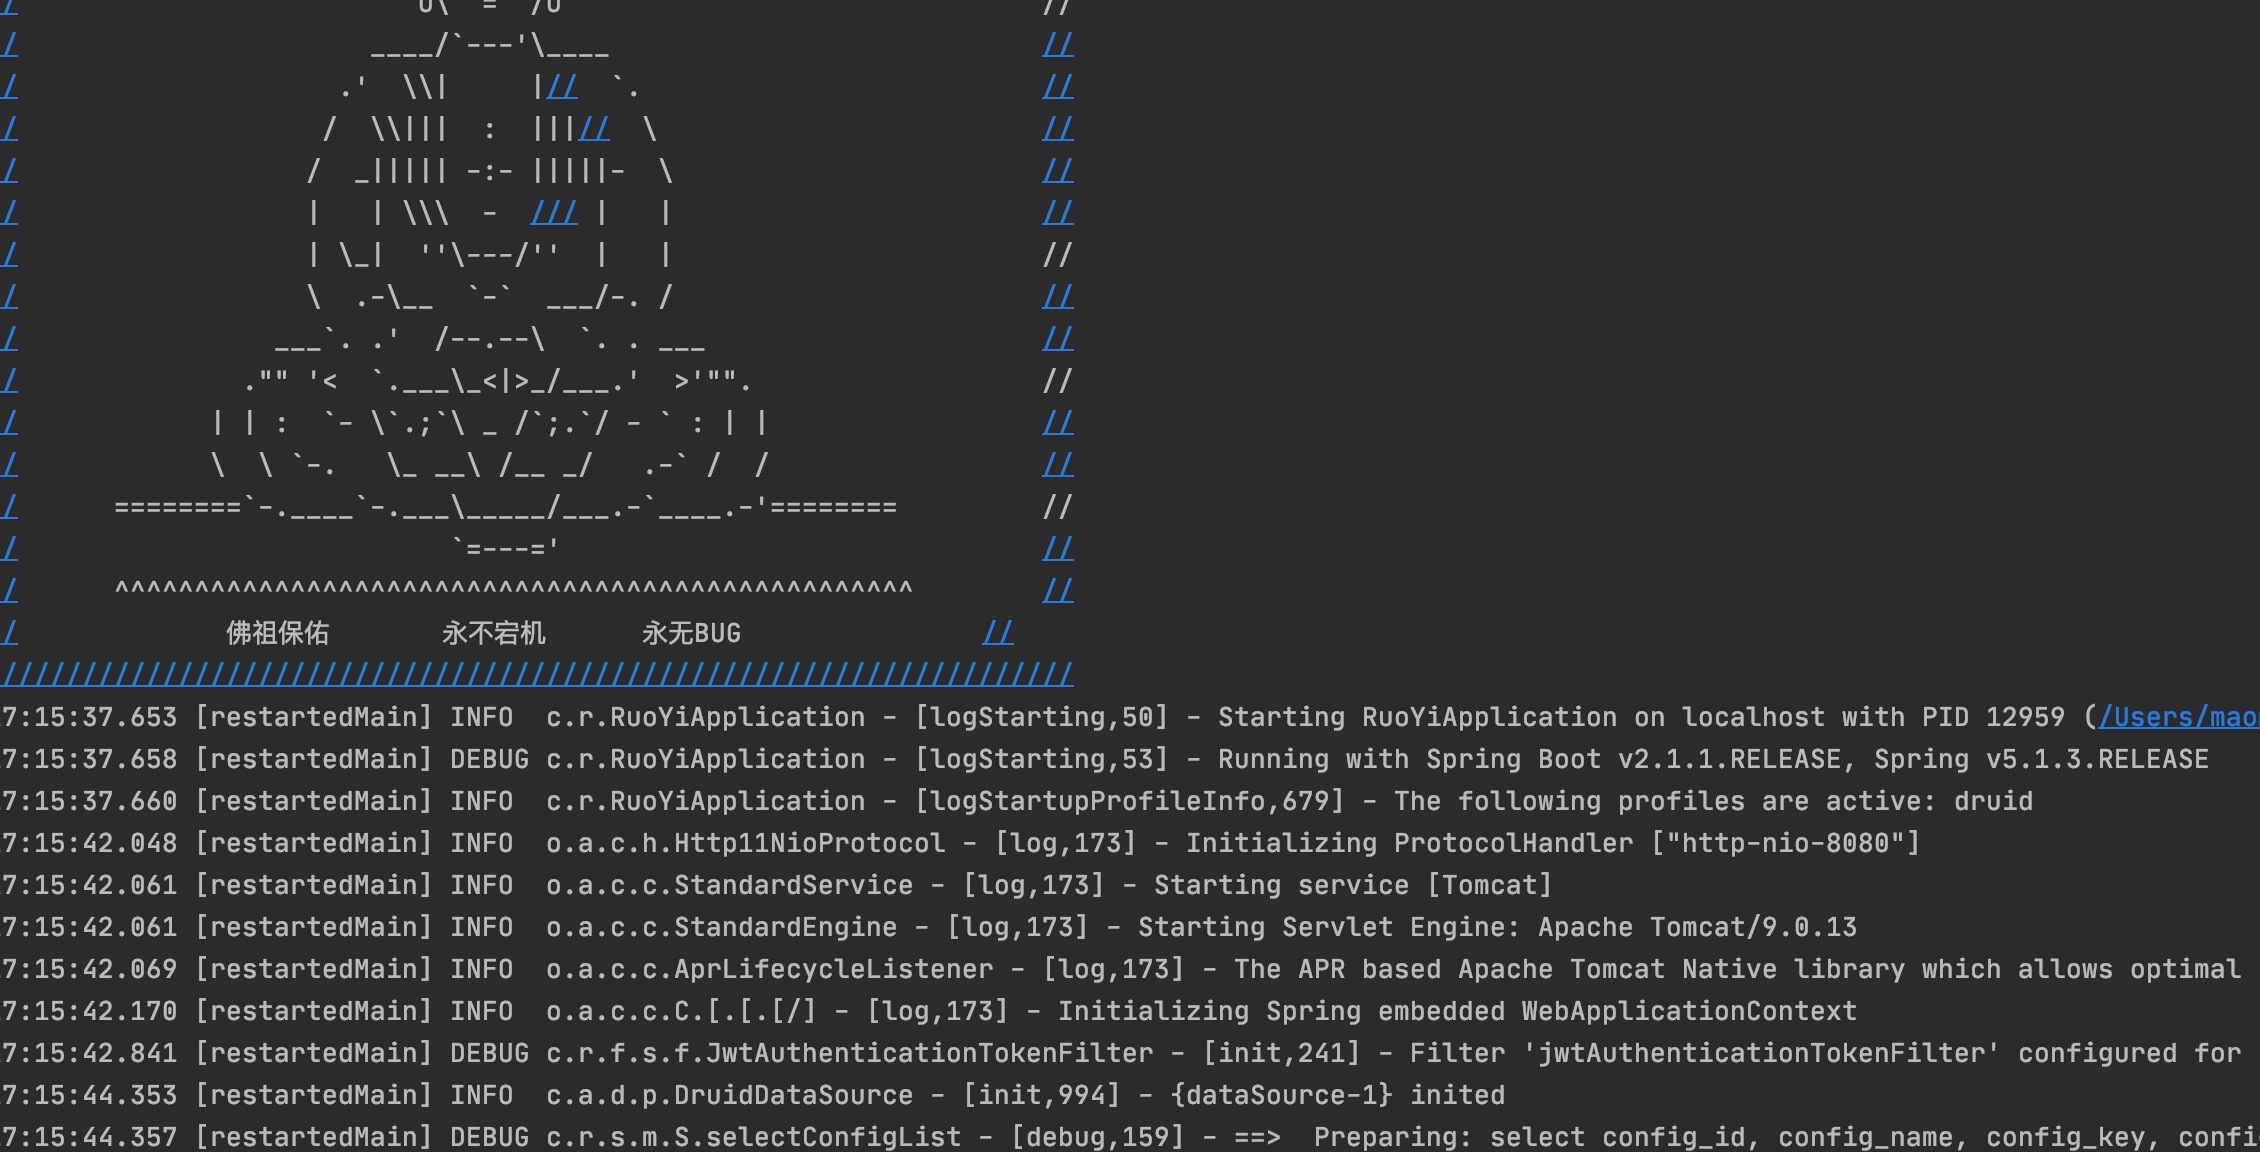 / O\  =  /O //
/ ____/`---'\____ //
/ .'  \\|     |//  `. //
/ /  \\|||  :  |||//  \ //
/ /  _||||| -:- |||||-  \ //
/ |   | \\\  -  /// |   | //
/ | \_|  ''\---/''  |   | //
/ \  .-\__  `-`  ___/-. / //
/ ___`. .'  /--.--\  `. . ___ //
/ ."" '<  `.___\_<|>_/___.'  >'"". //
/ | | :  `- \`.;`\ _ /`;.`/ - ` : | | //
/ \  \ `-.   \_ __\ /__ _/   .-` /  / //
/ ========`-.____`-.___\_____/___.-`____.-'======== //
/ `=---=' //
/ ^^^^^^^^^^^^^^^^^^^^^^^^^^^^^^^^^^^^^^^^^^^^^^^^^^ //
/ 佛祖保佑       永不宕机      永无BUG //
///////////////////////////////////////////////////////////////////
7:15:37.653 [restartedMain] INFO  c.r.RuoYiApplication - [logStarting,50] - Starting RuoYiApplication on localhost with PID 12959 (/Users/mao
7:15:37.658 [restartedMain] DEBUG c.r.RuoYiApplication - [logStarting,53] - Running with Spring Boot v2.1.1.RELEASE, Spring v5.1.3.RELEASE
7:15:37.660 [restartedMain] INFO  c.r.RuoYiApplication - [logStartupProfileInfo,679] - The following profiles are active: druid
7:15:42.048 [restartedMain] INFO  o.a.c.h.Http11NioProtocol - [log,173] - Initializing ProtocolHandler ["http-nio-8080"]
7:15:42.061 [restartedMain] INFO  o.a.c.c.StandardService - [log,173] - Starting service [Tomcat]
7:15:42.061 [restartedMain] INFO  o.a.c.c.StandardEngine - [log,173] - Starting Servlet Engine: Apache Tomcat/9.0.13
7:15:42.069 [restartedMain] INFO  o.a.c.c.AprLifecycleListener - [log,173] - The APR based Apache Tomcat Native library which allows optimal
7:15:42.170 [restartedMain] INFO  o.a.c.c.C.[.[.[/] - [log,173] - Initializing Spring embedded WebApplicationContext
7:15:42.841 [restartedMain] DEBUG c.r.f.s.f.JwtAuthenticationTokenFilter - [init,241] - Filter 'jwtAuthenticationTokenFilter' configured for
7:15:44.353 [restartedMain] INFO  c.a.d.p.DruidDataSource - [init,994] - {dataSource-1} inited
7:15:44.357 [restartedMain] DEBUG c.r.s.m.S.selectConfigList - [debug,159] - ==>  Preparing: select config_id, config_name, config_key, confi